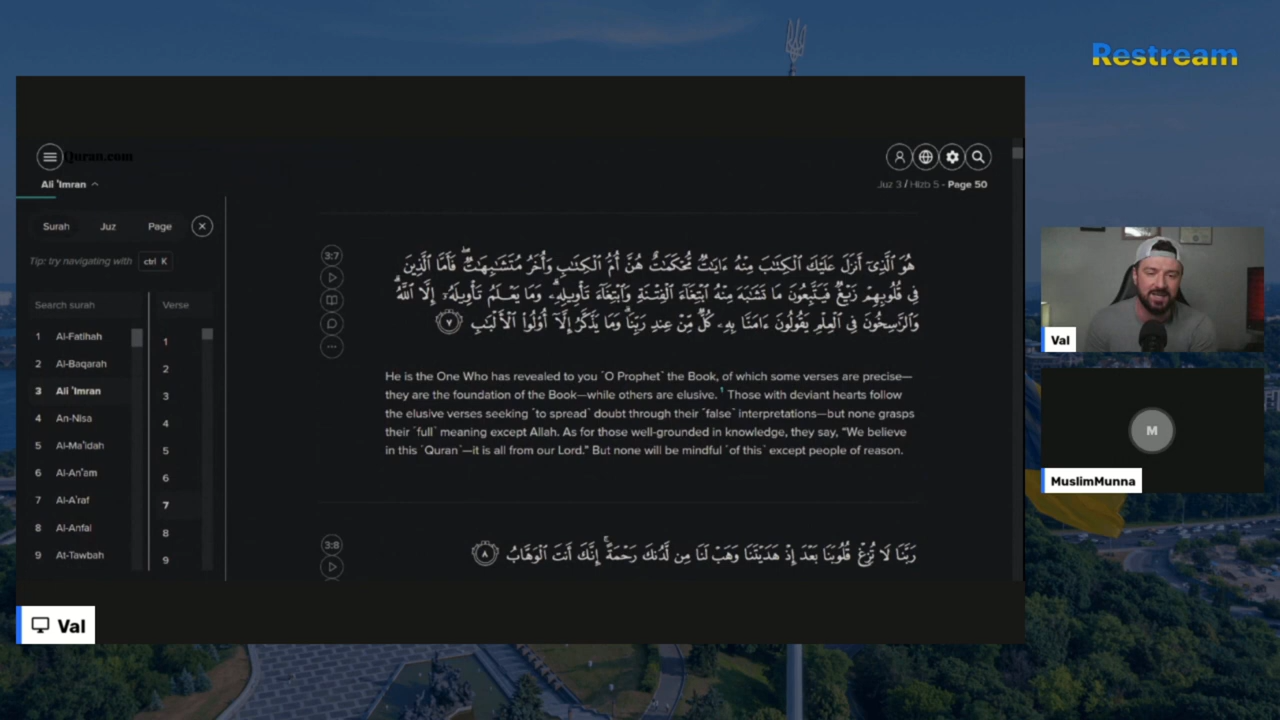 Restream
Quran.com
Ali 'Imran
Juz 3 / Hizb 5 - Page 50
Surah Juz Page
Tip: try navigating with ctrl K
Search surah
Verse
1 Al-Fatihah
2 Al-Baqarah
3 Ali 'Imran
4 An-Nisa
5 Al-Ma'idah
6 Al-An'am
7 Al-A'raf
8 Al-Anfal
9 At-Tawbah
1
2
3
4
5
6
7
8
9
3:7
هُوَ ٱلَّذِىٓ أَنزَلَ عَلَيْكَ ٱلْكِتَـٰبَ مِنْهُ ءَايَـٰتٌ مُّحْكَمَـٰتٌ هُنَّ أُمُّ ٱلْكِتَـٰبِ وَأُخَرُ مُتَشَـٰبِهَـٰتٌ ۖ فَأَمَّا ٱلَّذِينَ
فِى قُلُوبِهِمْ زَيْغٌ فَيَتَّبِعُونَ مَا تَشَـٰبَهَ مِنْهُ ٱبْتِغَآءَ ٱلْفِتْنَةِ وَٱبْتِغَآءَ تَأْوِيلِهِۦ ۗ وَمَا يَعْلَمُ تَأْوِيلَهُۥٓ إِلَّا ٱللَّهُ ۗ
وَٱلرَّٰسِخُونَ فِى ٱلْعِلْمِ يَقُولُونَ ءَامَنَّا بِهِۦ كُلٌّ مِّنْ عِندِ رَبِّنَا ۗ وَمَا يَذَّكَّرُ إِلَّآ أُو۟لُوا۟ ٱلْأَلْبَـٰبِ ٧
He is the One Who has revealed to you ˹O Prophet˺ the Book, of which some verses are precise—
they are the foundation of the Book—while others are elusive. 1 Those with deviant hearts follow
the elusive verses seeking ˹to spread˺ doubt through their ˹false˺ interpretations—but none grasps
their ˹full˺ meaning except Allah. As for those well-grounded in knowledge, they say, “We believe
in this ˹Quran˺—it is all from our Lord.” But none will be mindful ˹of this˺ except people of reason.
3:8
رَبَّنَا لَا تُزِغْ قُلُوبَنَا بَعْدَ إِذْ هَدَيْتَنَا وَهَبْ لَنَا مِن لَّدُنكَ رَحْمَةً ۚ إِنَّكَ أَنتَ ٱلْوَهَّابُ ٨
Val
Val
M
MuslimMunna